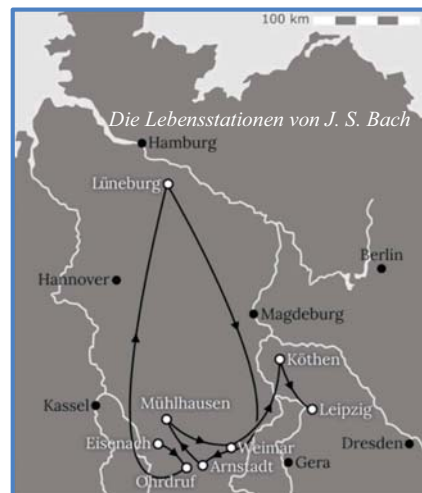 100 km
Die Lebensstationen von J. S. Bach
Hamburg
Lüneburg
Berlin
Hannover
Magdeburg
Köthen
Kassel
Mühlhausen
Leipzig
Eisenach
Weimar
Dresden
Ohrdruf
Arnstadt
Gera